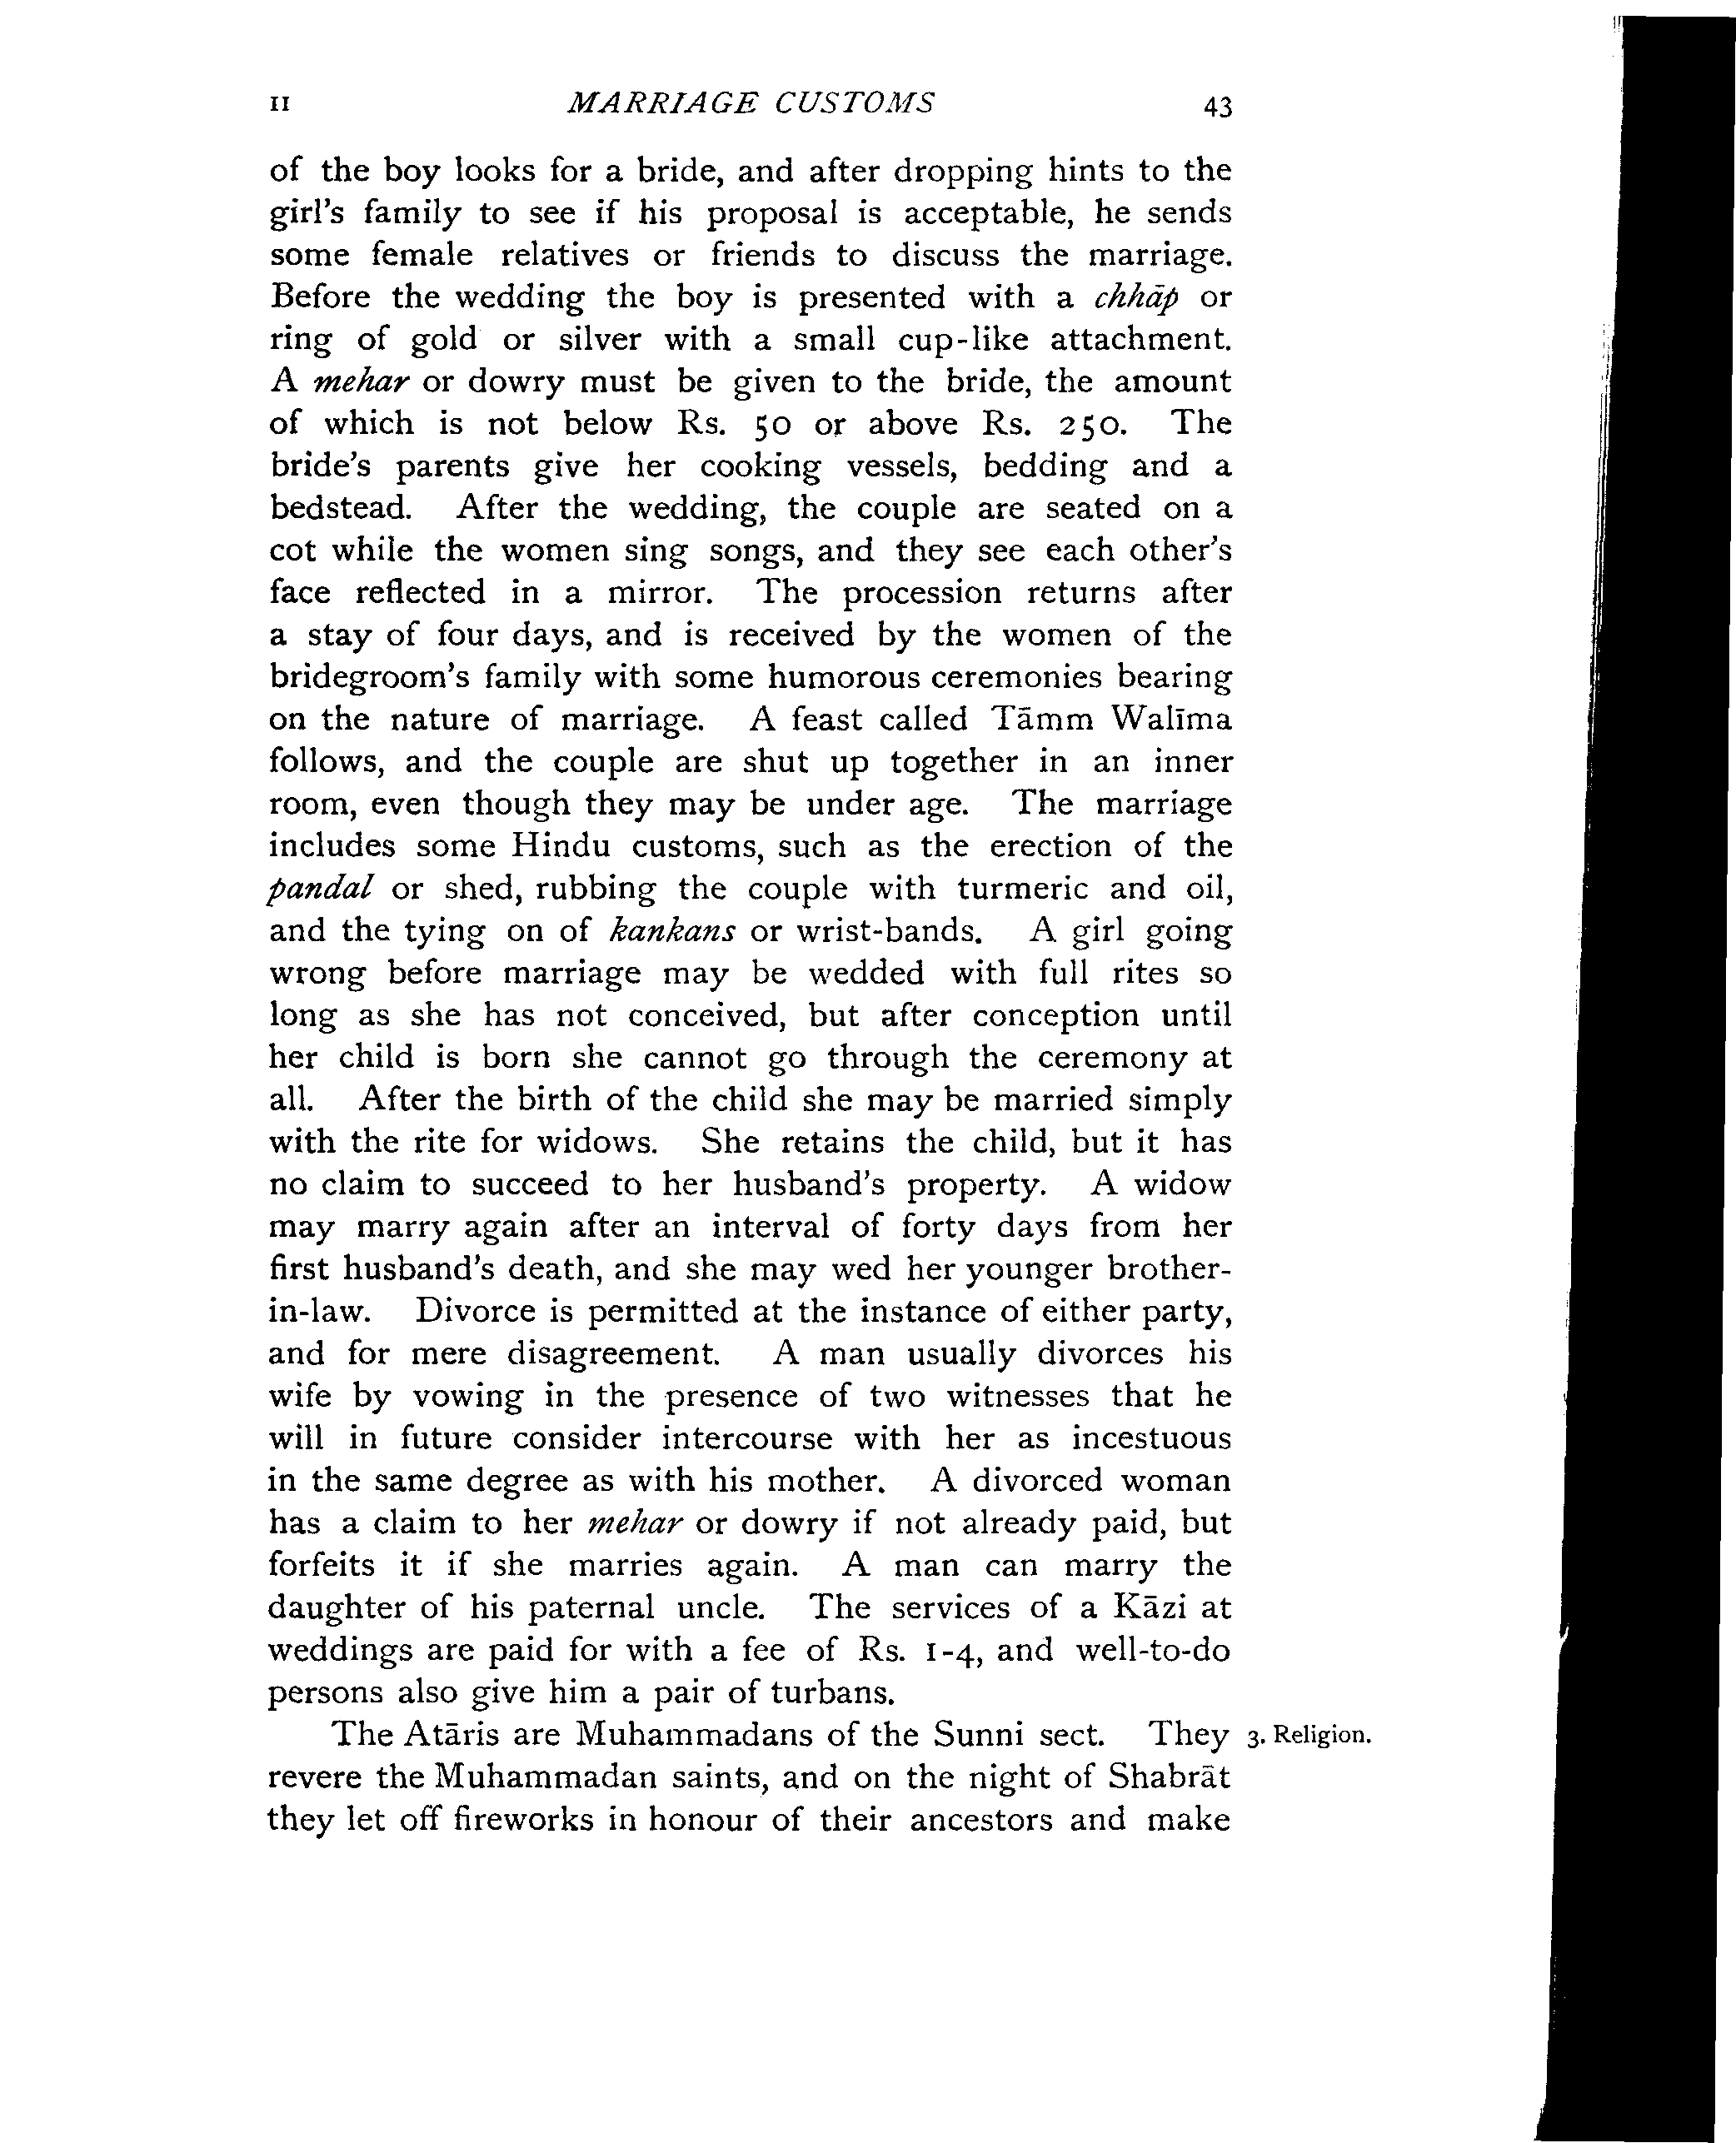 II MARRIAGE CUSTOMS 43
of the boy looks for a bride, and after dropping hints to the
girl's family to see if his proposal is acceptable, he sends
some female relatives or friends to discuss the marriage.
Before the wedding the boy is presented with a chhāp or
ring of gold or silver with a small cup-like attachment.
A mehar or dowry must be given to the bride, the amount
of which is not below Rs. 50 or above Rs. 250. The
bride's parents give her cooking vessels, bedding and a
bedstead. After the wedding, the couple are seated on a
cot while the women sing songs, and they see each other's
face reflected in a mirror. The procession returns after
a stay of four days, and is received by the women of the
bridegroom's family with some humorous ceremonies bearing
on the nature of marriage. A feast called Tāmm Walīma
follows, and the couple are shut up together in an inner
room, even though they may be under age. The marriage
includes some Hindu customs, such as the erection of the
pandal or shed, rubbing the couple with turmeric and oil,
and the tying on of kankans or wrist-bands. A girl going
wrong before marriage may be wedded with full rites so
long as she has not conceived, but after conception until
her child is born she cannot go through the ceremony at
all. After the birth of the child she may be married simply
with the rite for widows. She retains the child, but it has
no claim to succeed to her husband's property. A widow
may marry again after an interval of forty days from her
first husband's death, and she may wed her younger brother-
in-law. Divorce is permitted at the instance of either party,
and for mere disagreement. A man usually divorces his
wife by vowing in the presence of two witnesses that he
will in future consider intercourse with her as incestuous
in the same degree as with his mother. A divorced woman
has a claim to her mehar or dowry if not already paid, but
forfeits it if she marries again. A man can marry the
daughter of his paternal uncle. The services of a Kāzi at
weddings are paid for with a fee of Rs. 1-4, and well-to-do
persons also give him a pair of turbans.
The Atāris are Muhammadans of the Sunni sect. They 3. Religion.
revere the Muhammadan saints, and on the night of Shabrāt
they let off fireworks in honour of their ancestors and make